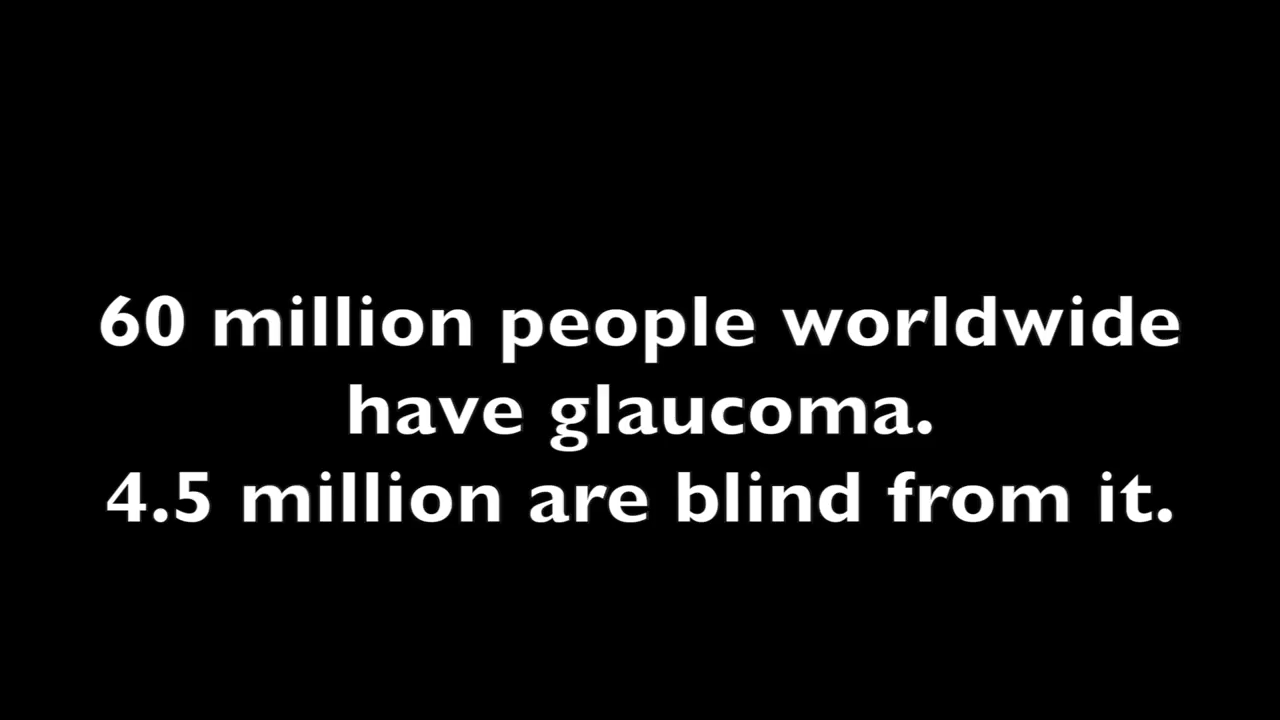 60 million people worldwide
have glaucoma.
4.5 million are blind from it.